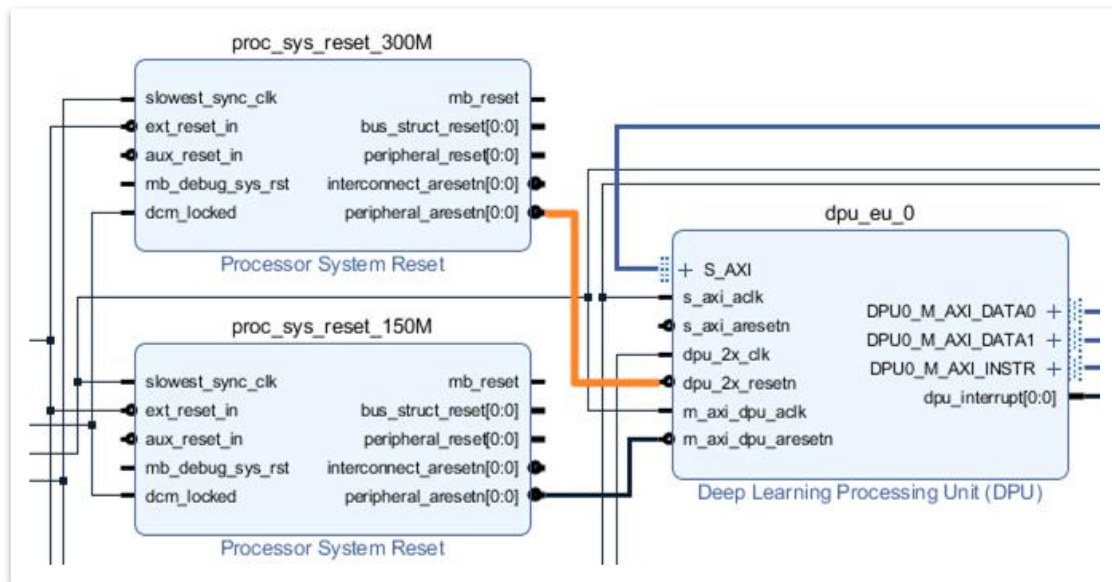 proc_sys_reset_300M
slowest_sync_clk
ext_reset_in
aux_reset_in
mb_debug_sys_rst
dcm_locked
mb_reset
bus_struct_reset[0:0]
peripheral_reset[0:0]
interconnect_aresetn[0:0]
peripheral_aresetn[0:0]
Processor System Reset
proc_sys_reset_150M
slowest_sync_clk
ext_reset_in
aux_reset_in
mb_debug_sys_rst
dcm_locked
mb_reset
bus_struct_reset[0:0]
peripheral_reset[0:0]
interconnect_aresetn[0:0]
peripheral_aresetn[0:0]
Processor System Reset
dpu_eu_0
S_AXI
s_axi_aclk
s_axi_aresetn
dpu_2x_clk
dpu_2x_resetn
m_axi_dpu_aclk
m_axi_dpu_aresetn
DPU0_M_AXI_DATA0
DPU0_M_AXI_DATA1
DPU0_M_AXI_INSTR
dpu_interrupt[0:0]
Deep Learning Processing Unit (DPU)